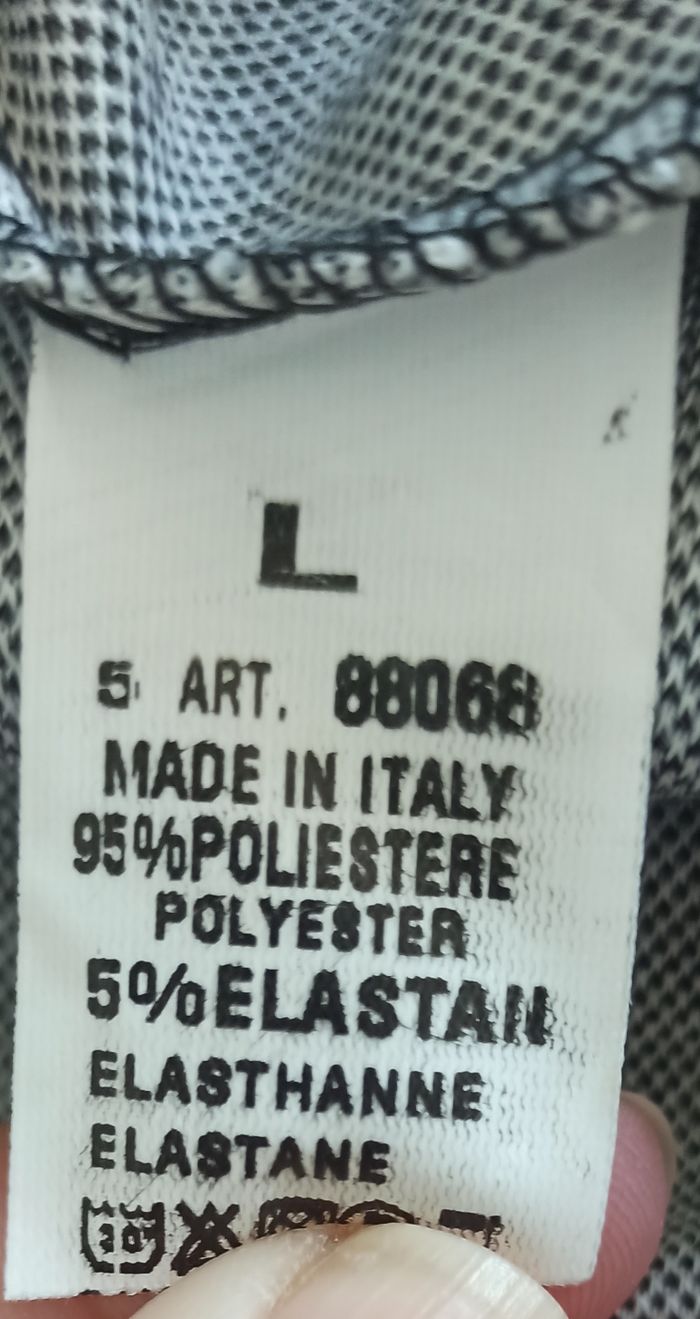 L
5 ART. 88068
MADE IN ITALY
95%POLIESTERE
POLYESTER
5%ELASTAN
ELASTHANNE
ELASTANE
30°